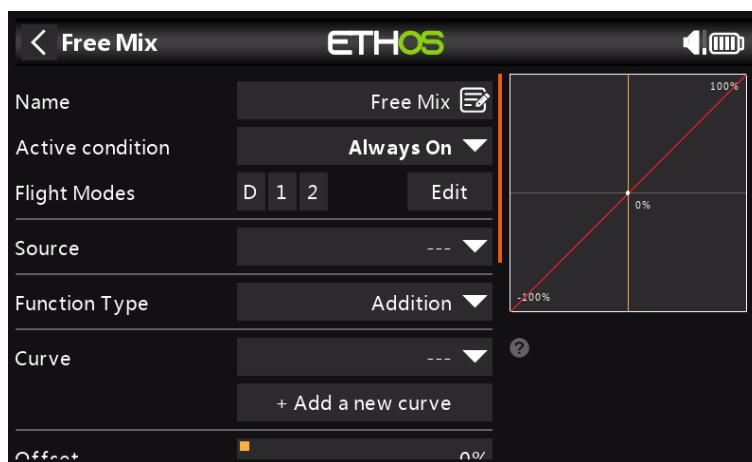 Free Mix ETHOS
Name Free Mix
Active condition Always On
Flight Modes D 1 2 Edit
Source ---
Function Type Addition
Curve ---
+ Add a new curve
Offset 0%
100%
0%
-100%
?